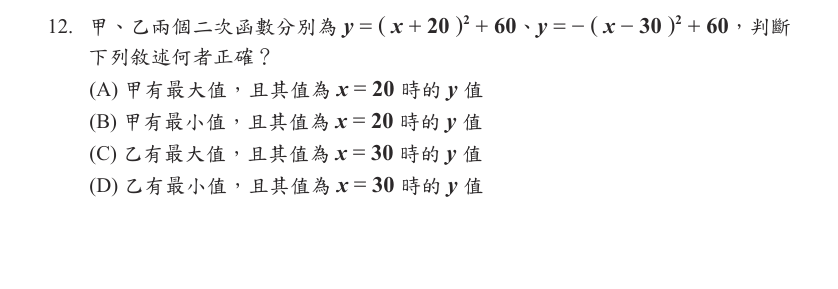 12. 甲、乙兩個二次函數分別為 y = ( x + 20 )² + 60、y = − ( x − 30 )² + 60，判斷
下列敘述何者正確？
(A) 甲有最大值，且其值為 x = 20 時的 y 值
(B) 甲有最小值，且其值為 x = 20 時的 y 值
(C) 乙有最大值，且其值為 x = 30 時的 y 值
(D) 乙有最小值，且其值為 x = 30 時的 y 值